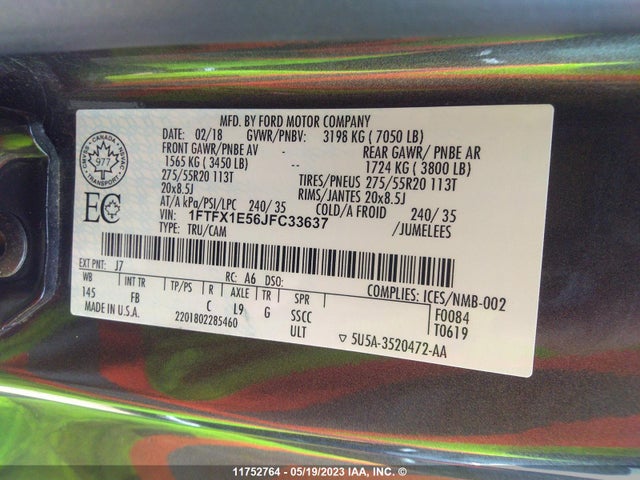 MFD. BY FORD MOTOR COMPANY
DATE: 02/18 GVWR/PNBV: 3198 KG ( 7050 LB)
FRONT GAWR/PNBE AV - REAR GAWR/ PNBE AR
1565 KG ( 3450 LB) -- 1724 KG ( 3800 LB)
275/55R20 113T TIRES/PNEUS 275/55R20 113T
20x8.5J RIMS/JANTES 20x8.5J
AT/A kPa/PSI/LPC 240/ 35 COLD/A FROID 240/ 35
VIN: 1FTFX1E56JFC33637 /JUMELEES
TYPE: TRU/CAM
CANADA
977
TRANSPORT
EC
EXT PNT: J7 RC: A6 DSO:
COMPLIES: ICES/NMB-002
WB INT TR TP/PS R AXLE TR SPR F0084
145 FB C L9 G SSCC T0619
ULT
MADE IN U.S.A. 2201802285460
5U5A-3520472-AA
11752764 - 05/19/2023 IAA, INC. ©